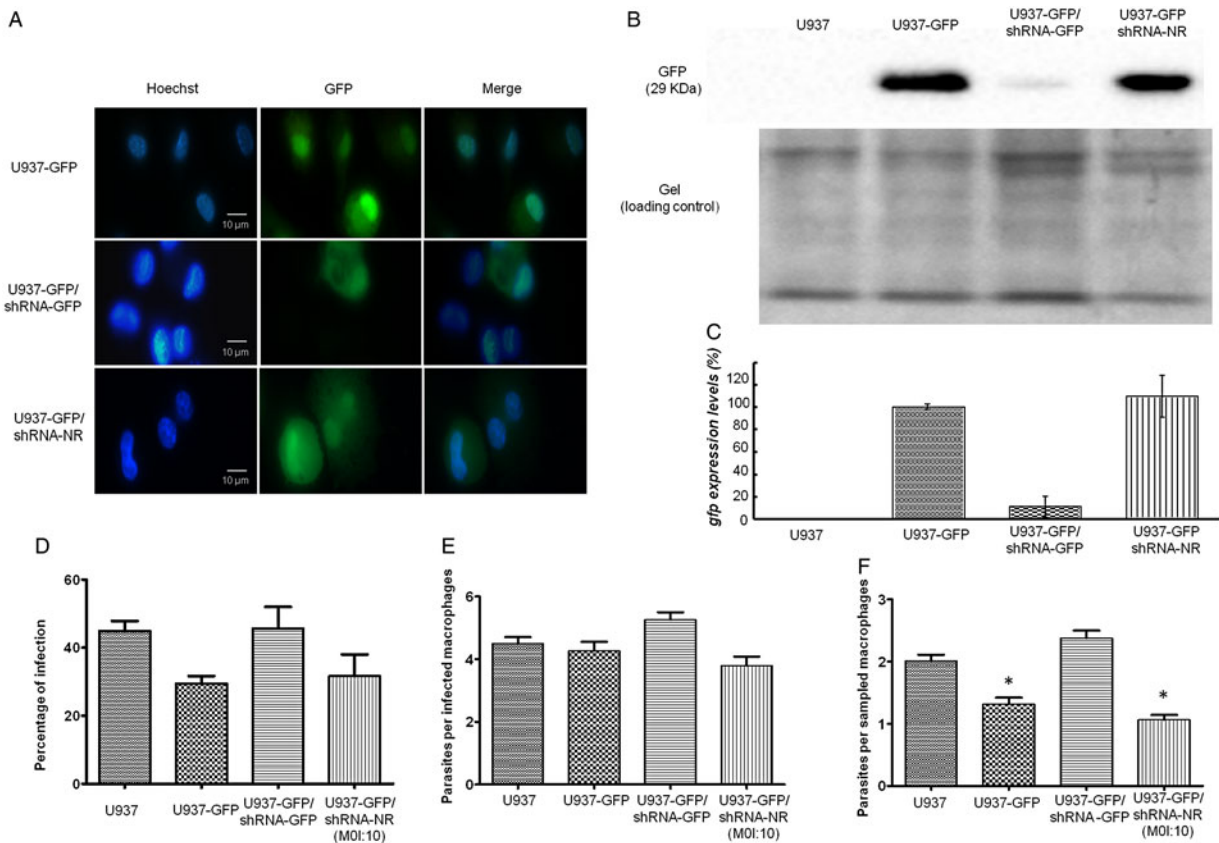 A
Hoechst
GFP
Merge
U937-GFP
10 µm
U937-GFP/
shRNA-GFP
10 µm
U937-GFP/
shRNA-NR
10 µm
B
U937
U937-GFP
U937-GFP/
shRNA-GFP
U937-GFP
shRNA-NR
GFP
(29 KDa)
Gel
(loading control)
C
gfp expression levels (%)
120
100
80
60
40
20
0
U937
U937-GFP
U937-GFP/
shRNA-GFP
U937-GFP
shRNA-NR
D
Percentage of infection
60
40
20
0
U937
U937-GFP
U937-GFP/
shRNA-GFP
U937-GFP/
shRNA-NR
(M0I:10)
E
Parasites per infected macrophages
6
4
2
0
U937
U937-GFP
U937-GFP/
shRNA-GFP
U937-GFP/
shRNA-NR
(M0I:10)
F
Parasites per sampled macrophages
3
2
1
0
*
*
U937
U937-GFP
U937-GFP/
shRNA-GFP
U937-GFP/
shRNA-NR
(M0I:10)